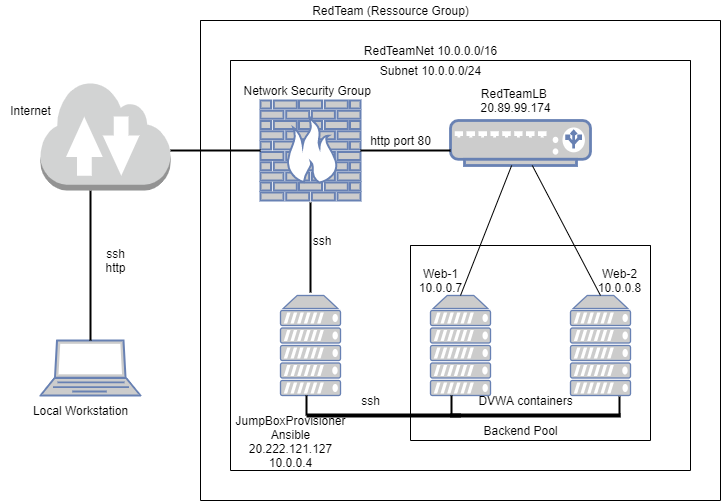 RedTeam (Ressource Group)
RedTeamNet 10.0.0.0/16
Subnet 10.0.0.0/24
Network Security Group
RedTeamLB
20.89.99.174
Internet
http port 80
ssh
ssh
http
Web-1
10.0.0.7
Web-2
10.0.0.8
Local Workstation
ssh
DVWA containers
JumpBoxProvisioner
Ansible
20.222.121.127
10.0.0.4
Backend Pool